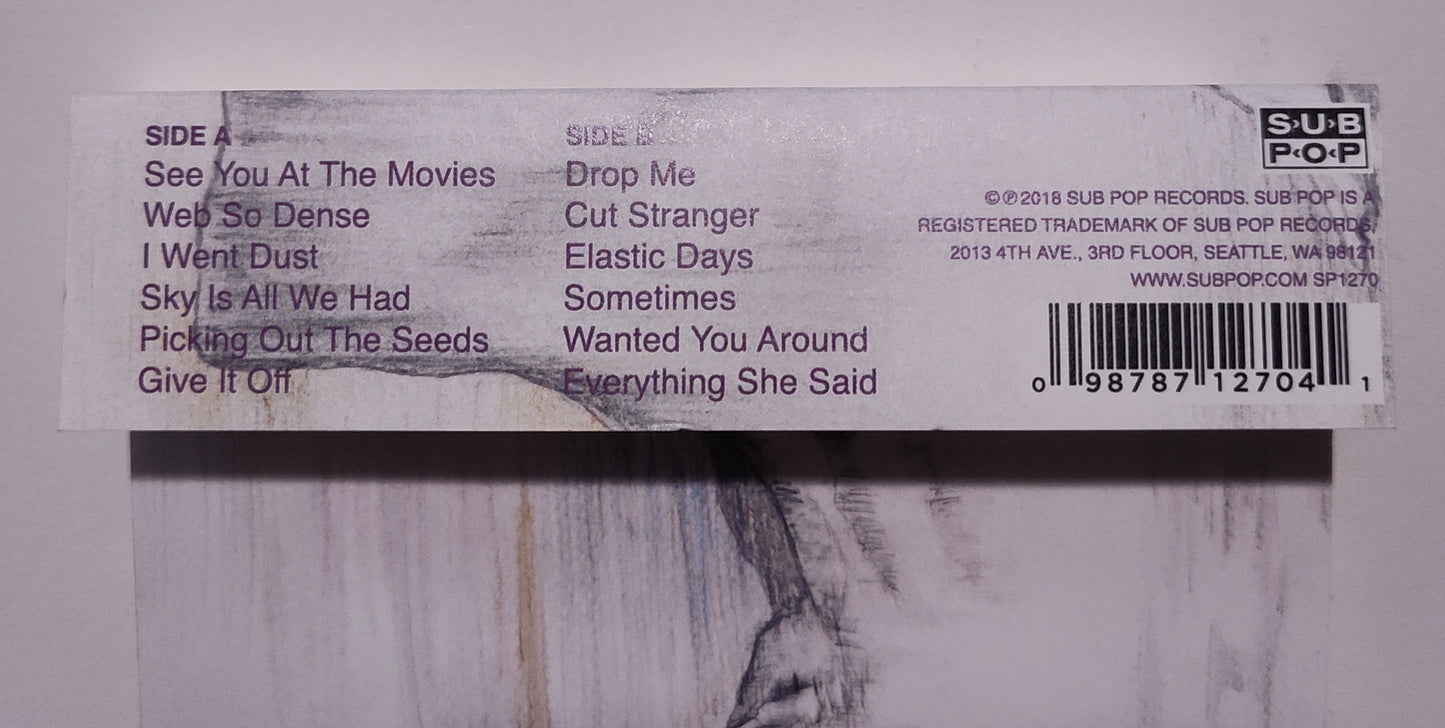 SIDE A
See You At The Movies
Web So Dense
I Went Dust
Sky Is All We Had
Picking Out The Seeds
Give It Off
SIDE B
Drop Me
Cut Stranger
Elastic Days
Sometimes
Wanted You Around
Everything She Said
S›U›B
P‹O‹P
©℗2018 SUB POP RECORDS. SUB POP IS A
REGISTERED TRADEMARK OF SUB POP RECORDS.
2013 4TH AVE., 3RD FLOOR, SEATTLE, WA 98121
WWW.SUBPOP.COM SP1270
0 98787 12704 1